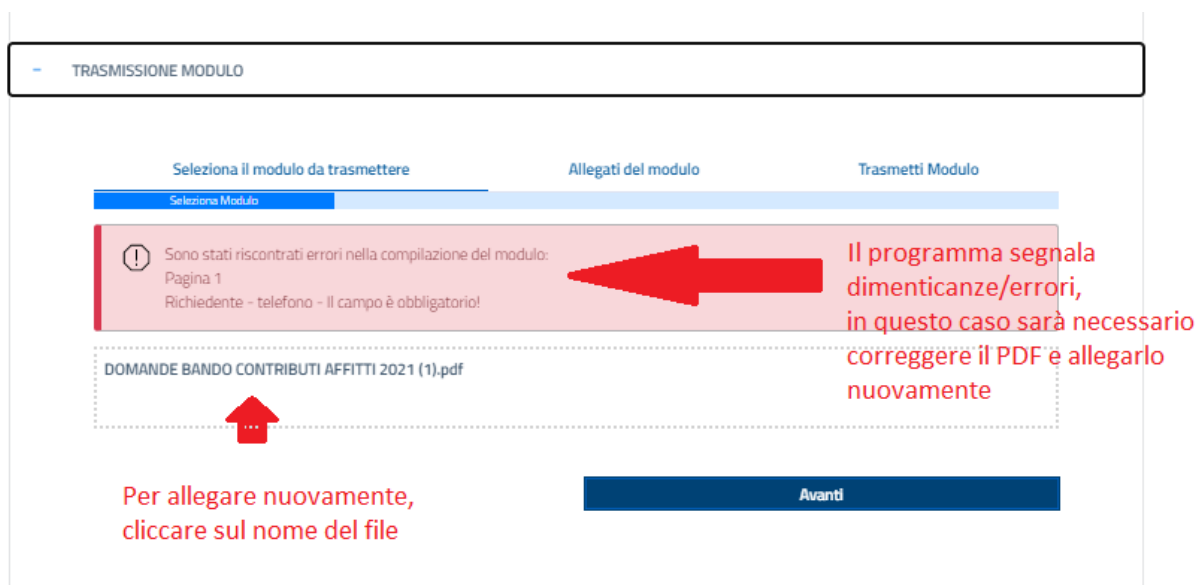 − TRASMISSIONE MODULO
Seleziona il modulo da trasmettere
Allegati del modulo
Trasmetti Modulo
Seleziona Modulo
Sono stati riscontrati errori nella compilazione del modulo:
Pagina 1
Richiedente - telefono - Il campo è obbligatorio!
Il programma segnala
dimenticanze/errori,
in questo caso sarà necessario
correggere il PDF e allegarlo
nuovamente
DOMANDE BANDO CONTRIBUTI AFFITTI 2021 (1).pdf
...
Per allegare nuovamente,
cliccare sul nome del file
Avanti